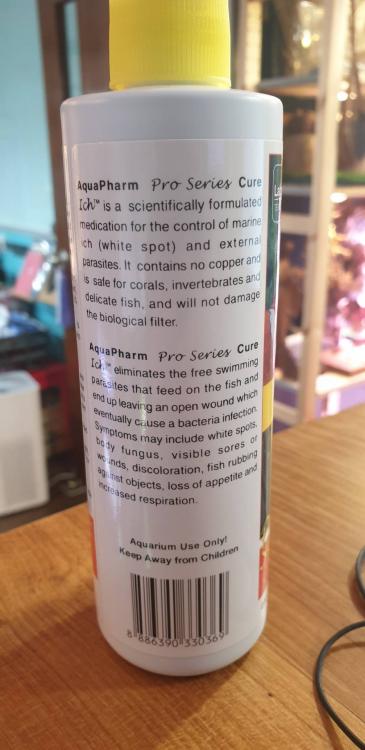 AquaPharm Pro Series Cure
Ich™ is a scientifically formulated
medication for the control of marine
ich (white spot) and external
parasites. It contains no copper and
is safe for corals, invertebrates and
delicate fish, and will not damage
the biological filter.
AquaPharm Pro Series Cure
Ich™ eliminates the free swimming
parasites that feed on the fish and
end up leaving an open wound which
eventually cause a bacteria infection.
Symptoms may include white spots,
body fungus, visible sores or
wounds, discoloration, fish rubbing
against objects, loss of appetite and
increased respiration.
Aquarium Use Only!
Keep Away from Children
8 886390 330369